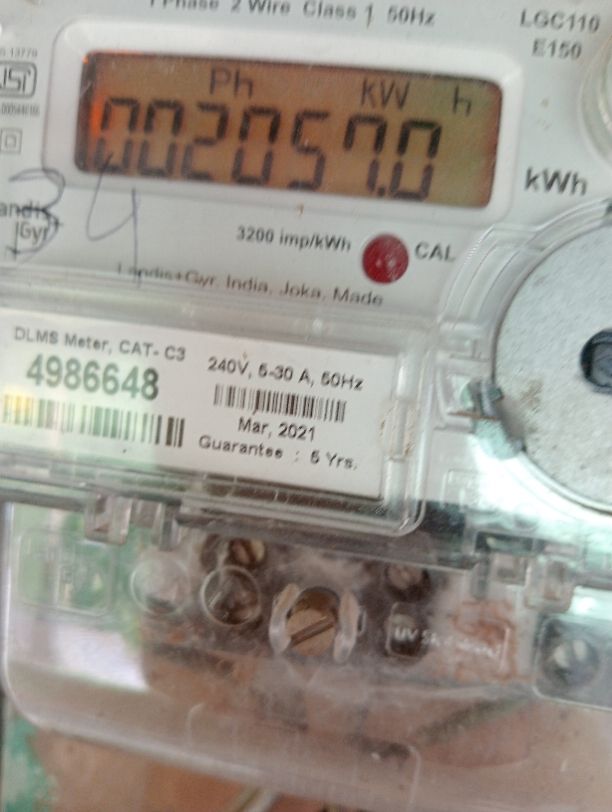 1 Phase 2 Wire Class 1 50Hz
LGC110
E150
Ph kW h
002057.0
kWh
34
Landis
Gyr+
3200 imp/kWh
CAL
Landis+Gyr, India, Joka, Made
DLMS Meter, CAT- C3
4986648
240V, 5-30 A, 50Hz
Mar, 2021
Guarantee : 5 Yrs.